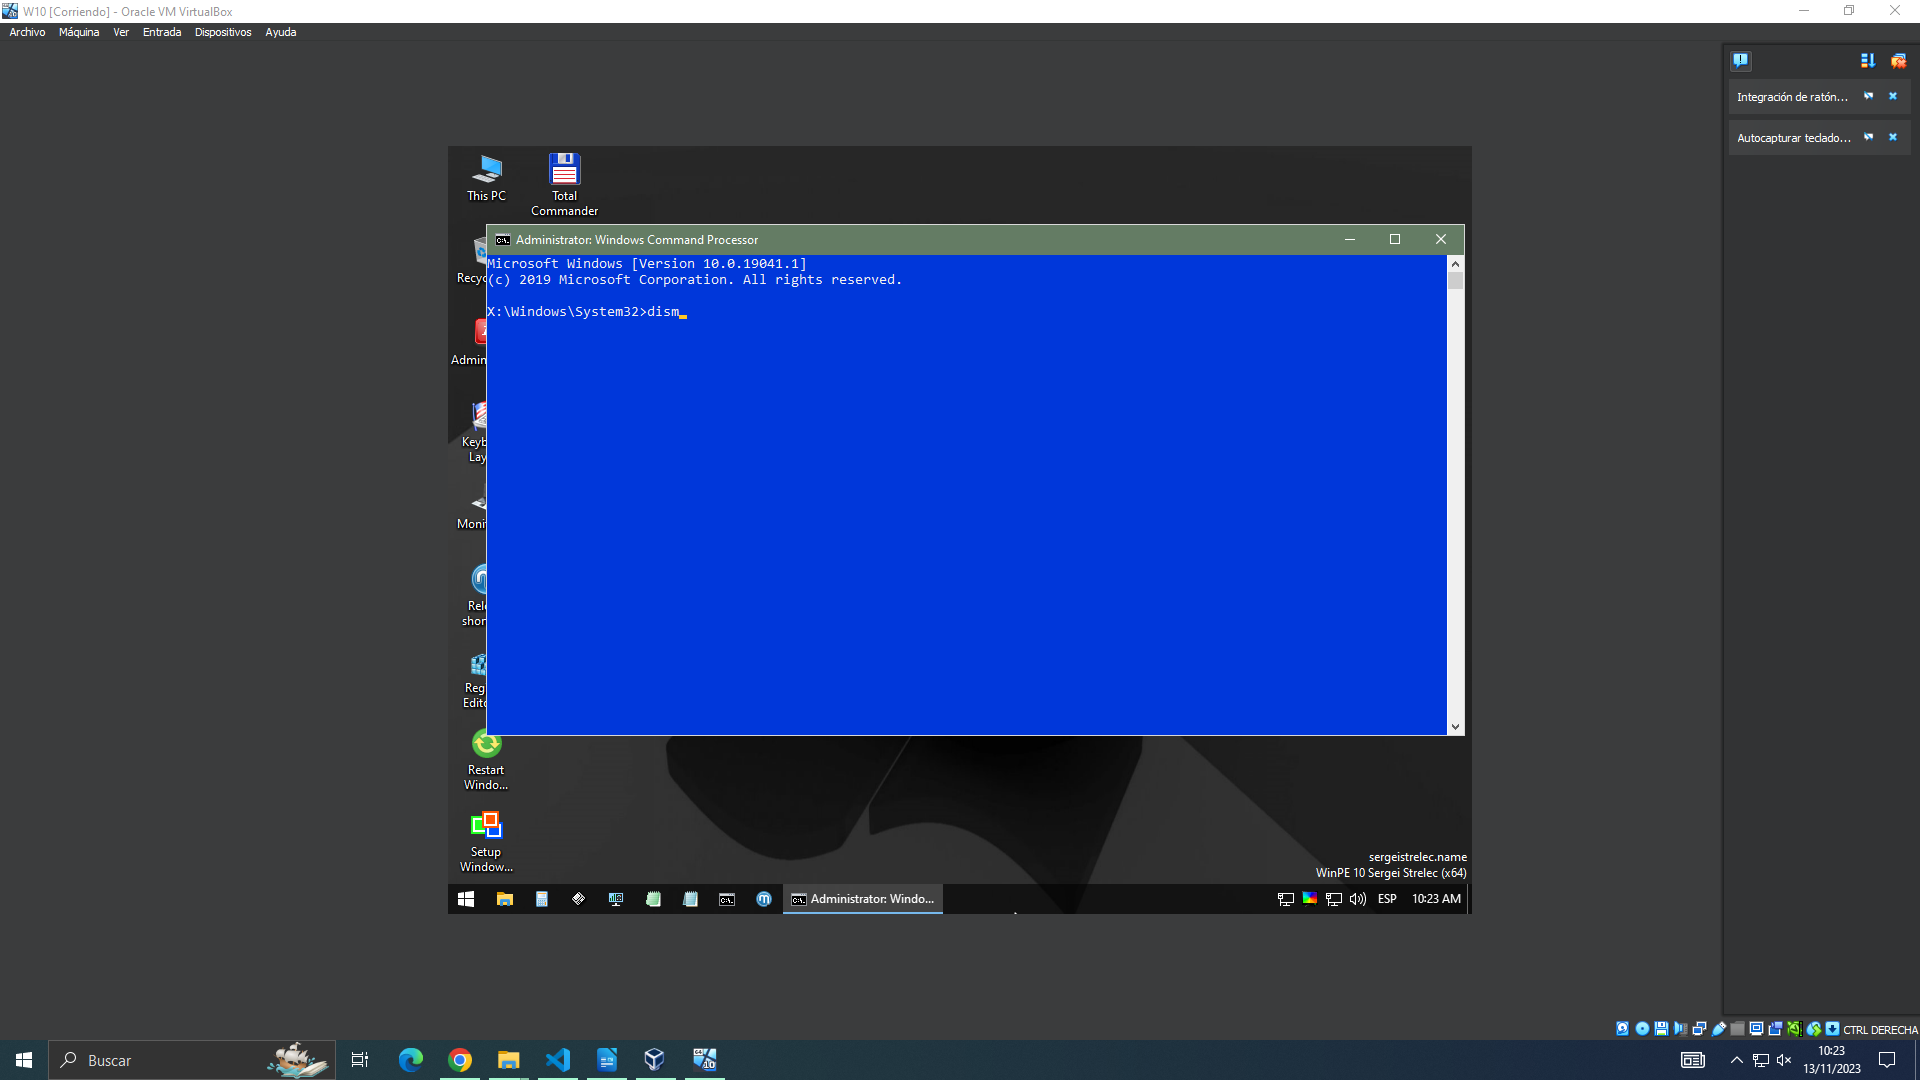 W10 [Corriendo] - Oracle VM VirtualBox
Archivo Máquina Ver Entrada Dispositivos Ayuda
Integración de ratón...
Autocapturar teclado...
This PC
Total
Commander
Administrator: Windows Command Processor
Microsoft Windows [Version 10.0.19041.1]
(c) 2019 Microsoft Corporation. All rights reserved.
X:\Windows\System32>dism
Recyc
Admin
Keyb
Lay
Moni
Rel
shor
Reg
Edit
Restart
Windo...
Setup
Window...
sergeistrelec.name
WinPE 10 Sergei Strelec (x64)
Administrator: Windo...
ESP
10:23 AM
CTRL DERECHA
Buscar
10:23
13/11/2023